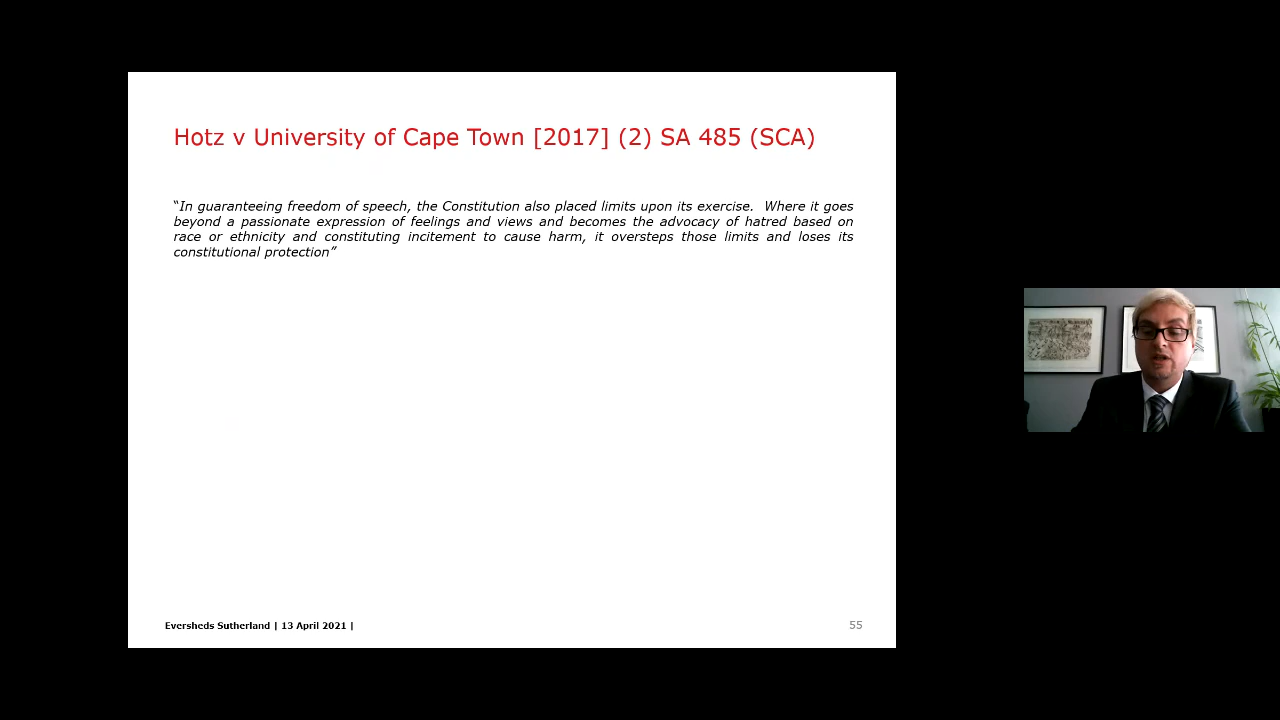 Hotz v University of Cape Town [2017] (2) SA 485 (SCA)
“In guaranteeing freedom of speech, the Constitution also placed limits upon its exercise.  Where it goes
beyond a passionate expression of feelings and views and becomes the advocacy of hatred based on
race or ethnicity and constituting incitement to cause harm, it oversteps those limits and loses its
constitutional protection”
Eversheds Sutherland | 13 April 2021 |
55